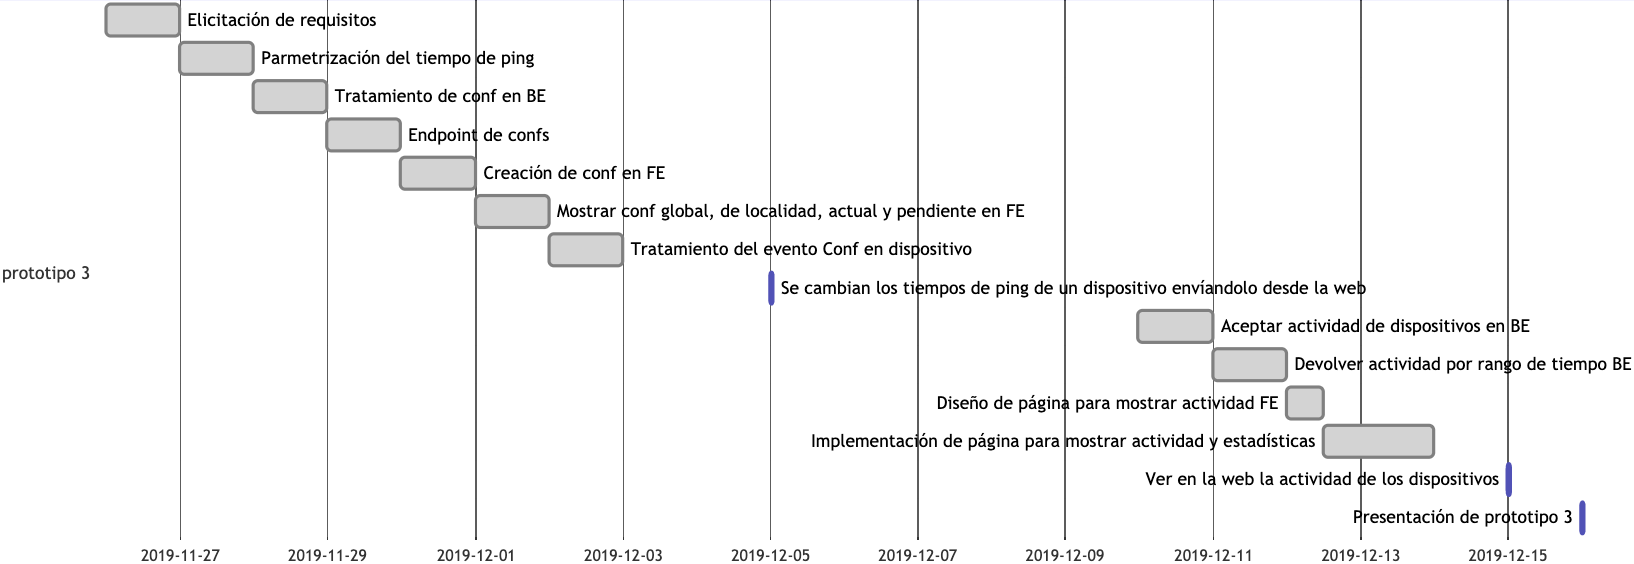 Elicitación de requisitos
Parmetrización del tiempo de ping
Tratamiento de conf en BE
Endpoint de confs
Creación de conf en FE
Mostrar conf global, de localidad, actual y pendiente en FE
Tratamiento del evento Conf en dispositivo
prototipo 3
Se cambian los tiempos de ping de un dispositivo envíandolo desde la web
Aceptar actividad de dispositivos en BE
Devolver actividad por rango de tiempo BE
Diseño de página para mostrar actividad FE
Implementación de página para mostrar actividad y estadísticas
Ver en la web la actividad de los dispositivos
Presentación de prototipo 3
2019-11-27 2019-11-29 2019-12-01 2019-12-03 2019-12-05 2019-12-07 2019-12-09 2019-12-11 2019-12-13 2019-12-15